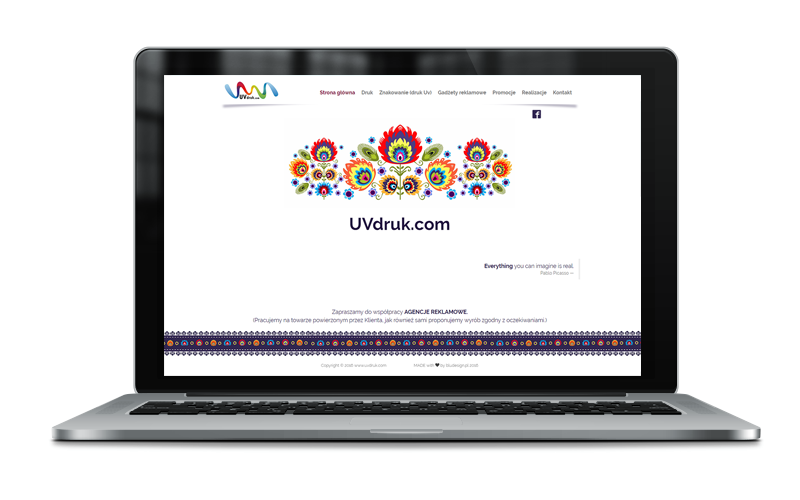 UVdruk.com
Strona główna Druk Znakowanie (druk Uv) Gadżety reklamowe Promocje Realizacje Kontakt
UVdruk.com
Everything you can imagine is real.
Pablo Picasso
Zapraszamy do współpracy AGENCJE REKLAMOWE.
(Pracujemy na towarze powierzonym przez Klienta, jak również sami proponujemy wyrób zgodny z oczekiwaniami.)
Copyright © www.uvdruk.com MADE with ❤ by